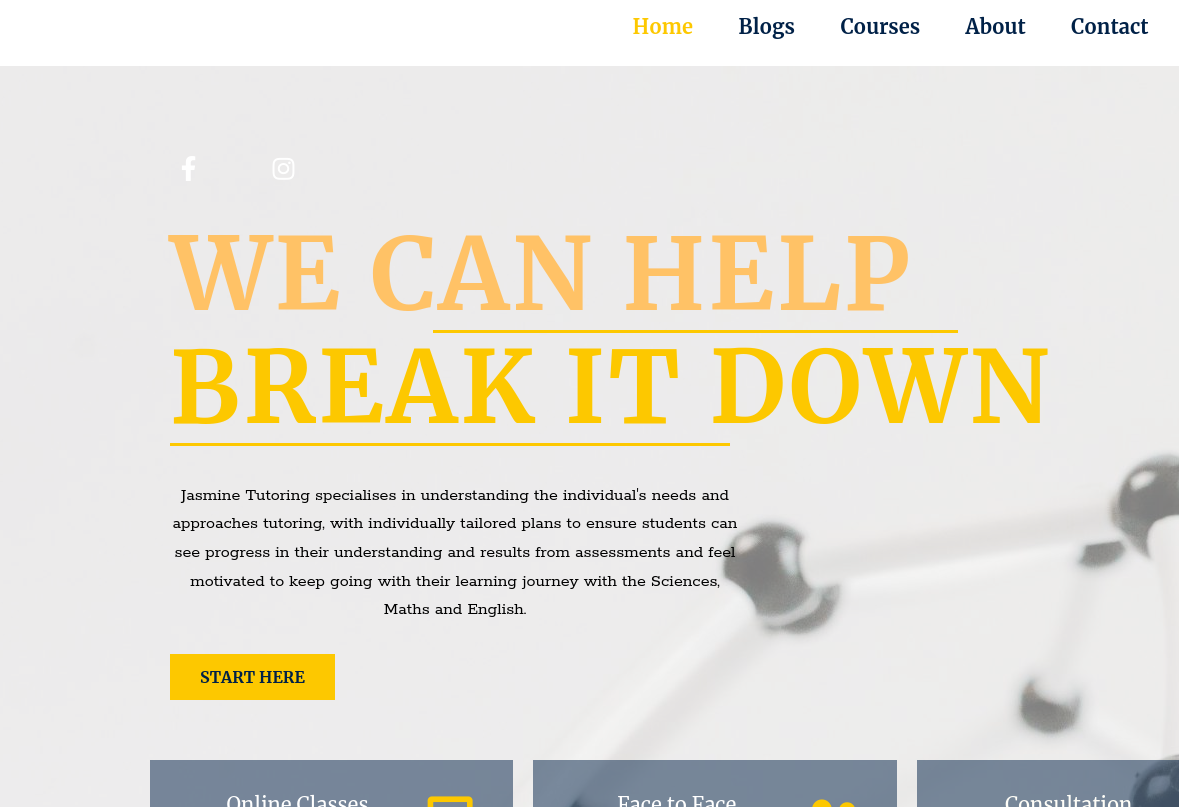 Home Blogs Courses About Contact
WE CAN HELP
BREAK IT DOWN
Jasmine Tutoring specialises in understanding the individual's needs and
approaches tutoring, with individually tailored plans to ensure students can
see progress in their understanding and results from assessments and feel
motivated to keep going with their learning journey with the Sciences,
Maths and English.
START HERE
Online Classes Face to Face Consultation